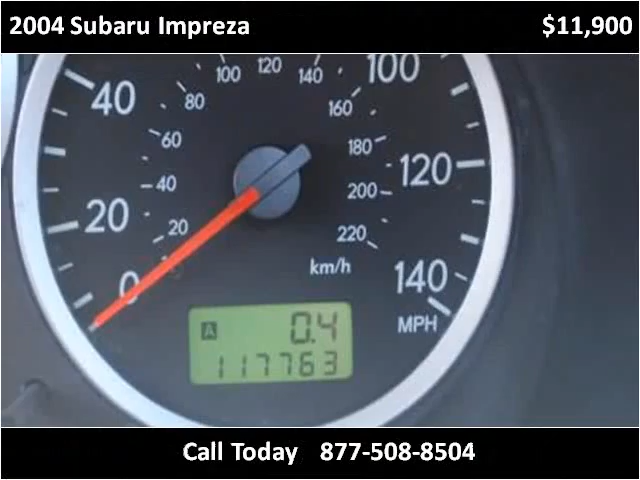 2004 Subaru Impreza $11,900
100 120 140 100
40 80 160
60 180 120
40 200
20 20 220
0 km/h 140
A 0.4 MPH
117763
Call Today 877-508-8504